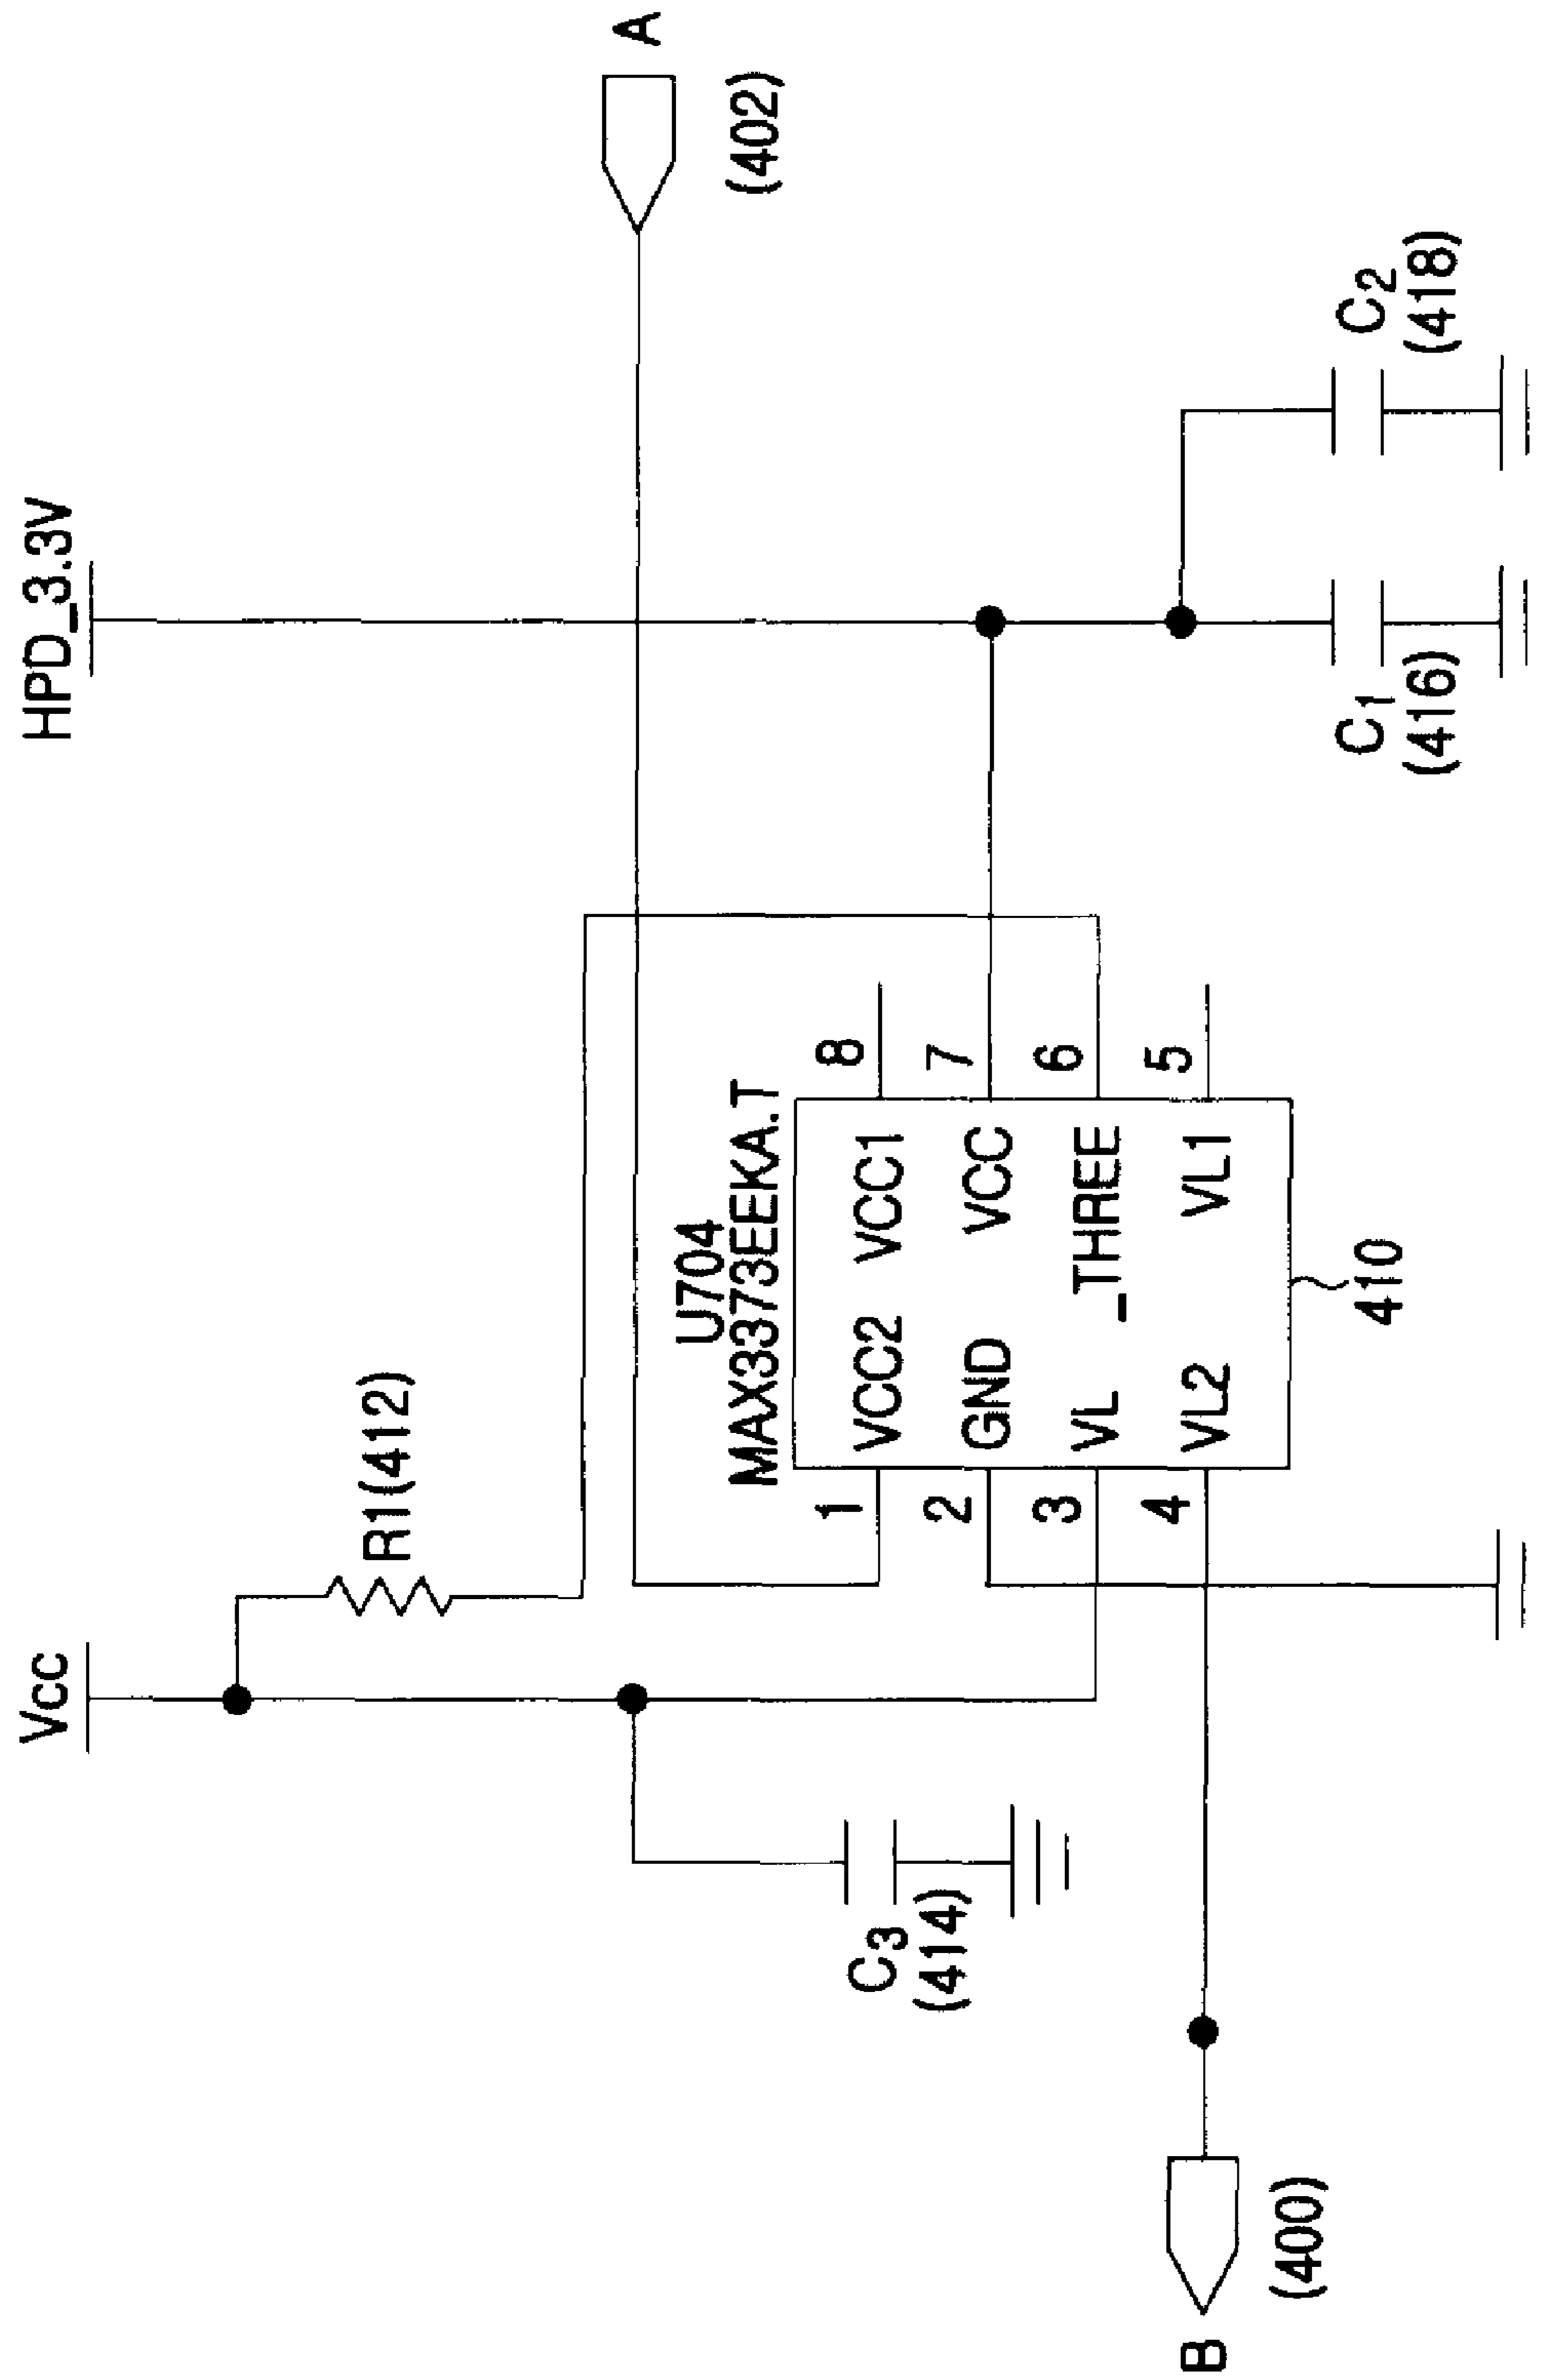 Vcc
HPD_3.3V
R1(412)
A
(402)
U704
MAX3373EEKA.T
1
VCC2
VCC1
8
2
GND
VCC
7
3
VL
_THREE
6
4
VL2
VL1
5
410
C3
(414)
C1
(416)
C2
(418)
B
(400)